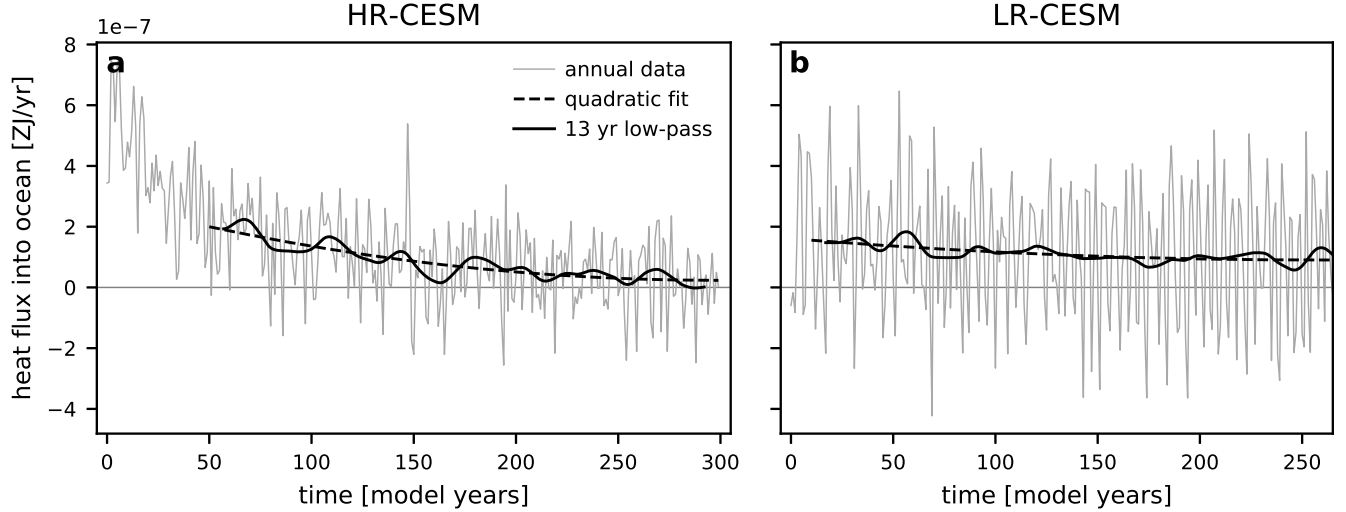 HR-CESM
LR-CESM
1e−7
a
b
annual data
quadratic fit
13 yr low-pass
heat flux into ocean [ZJ/yr]
8
6
4
2
0
−2
−4
0 50 100 150 200 250 300
0 50 100 150 200 250
time [model years]
time [model years]